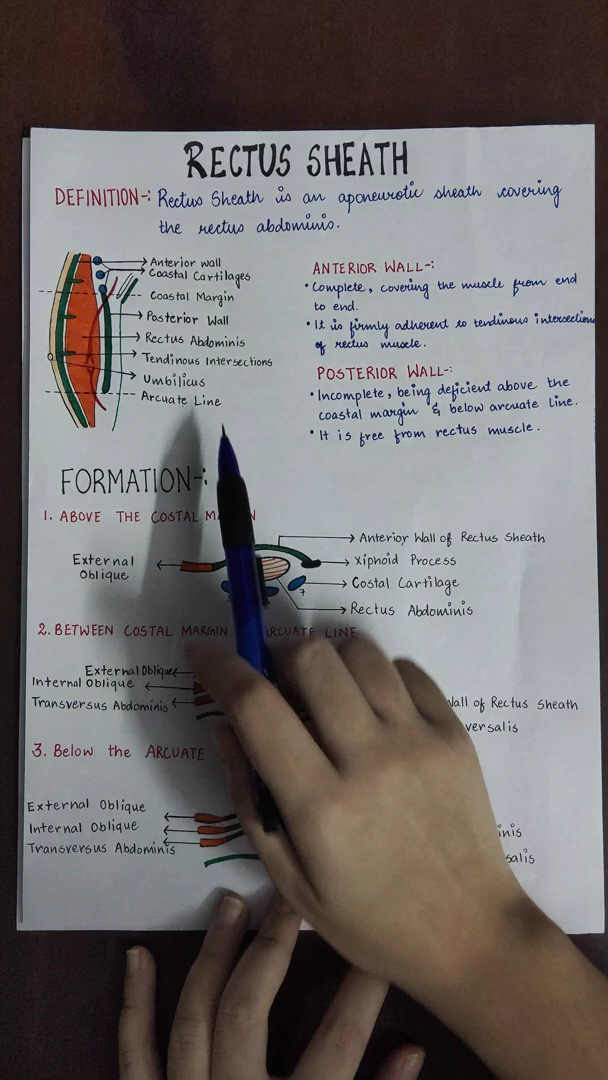 RECTUS SHEATH
DEFINITION-: Rectus Sheath is an aponeurotic sheath covering
the rectus abdominis.
Anterior wall
Coastal Cartilages
Coastal Margin
Posterior Wall
Rectus Abdominis
Tendinous Intersections
Umbilicus
Arcuate Line
ANTERIOR WALL-:
• Complete, covering the muscle from end
to end.
• It is firmly adherent to tendinous intersection
of rectus muscle.
POSTERIOR WALL-:
• Incomplete, being deficient above the
coastal margin & below arcuate line.
• It is free from rectus muscle.
FORMATION-:
1. ABOVE THE COSTAL MA N
External
Oblique
Anterior Wall of Rectus Sheath
Xiphoid Process
Costal Cartilage
7
Rectus Abdominis
2. BETWEEN COSTAL MARGIN ARCUATE LINE
External Oblique
Internal Oblique
Transversus Abdominis
Wall of Rectus Sheath
versalis
3. Below the ARCUATE
External Oblique
Internal Oblique
Transversus Abdominis
inis
salis